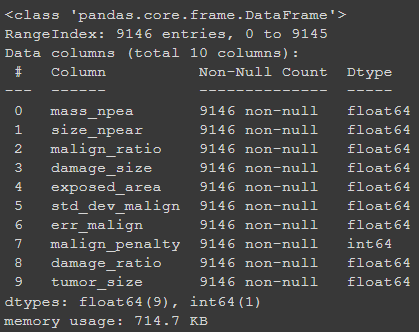 <class 'pandas.core.frame.DataFrame'>
RangeIndex: 9146 entries, 0 to 9145
Data columns (total 10 columns):
 #   Column         Non-Null Count  Dtype
---  ------         --------------  -----
 0   mass_npea      9146 non-null   float64
 1   size_npear     9146 non-null   float64
 2   malign_ratio   9146 non-null   float64
 3   damage_size    9146 non-null   float64
 4   exposed_area   9146 non-null   float64
 5   std_dev_malign 9146 non-null   float64
 6   err_malign     9146 non-null   float64
 7   malign_penalty 9146 non-null   int64
 8   damage_ratio   9146 non-null   float64
 9   tumor_size     9146 non-null   float64
dtypes: float64(9), int64(1)
memory usage: 714.7 KB